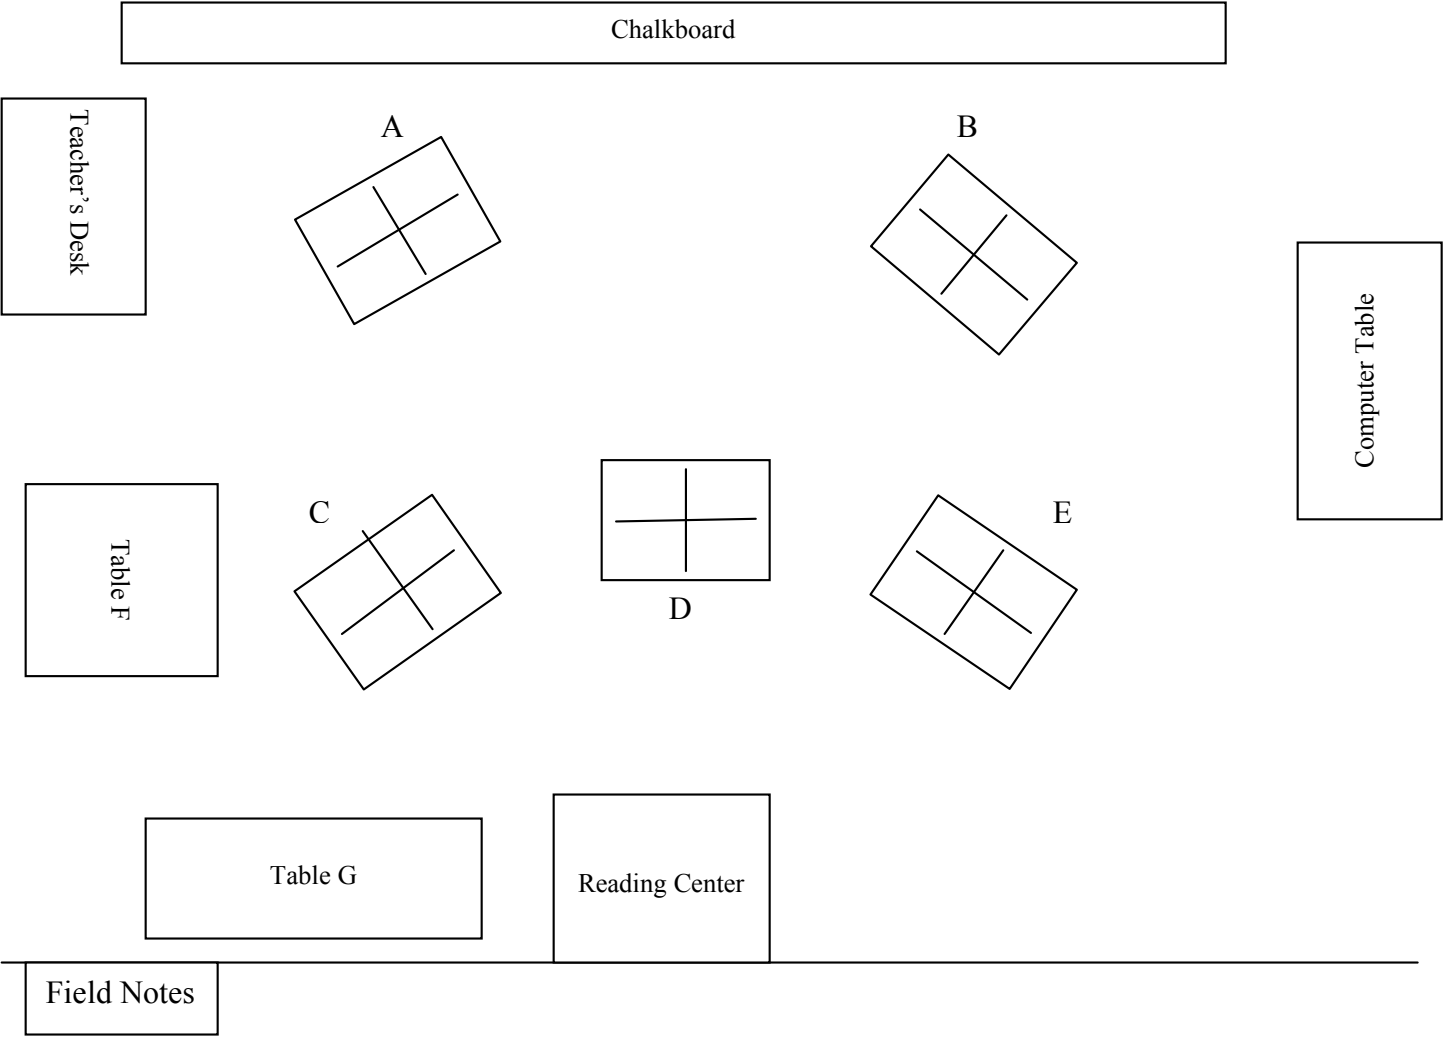 Chalkboard
Teacher’s Desk
A
B
Computer Table
C
Table F
E
D
Table G
Reading Center
Field Notes